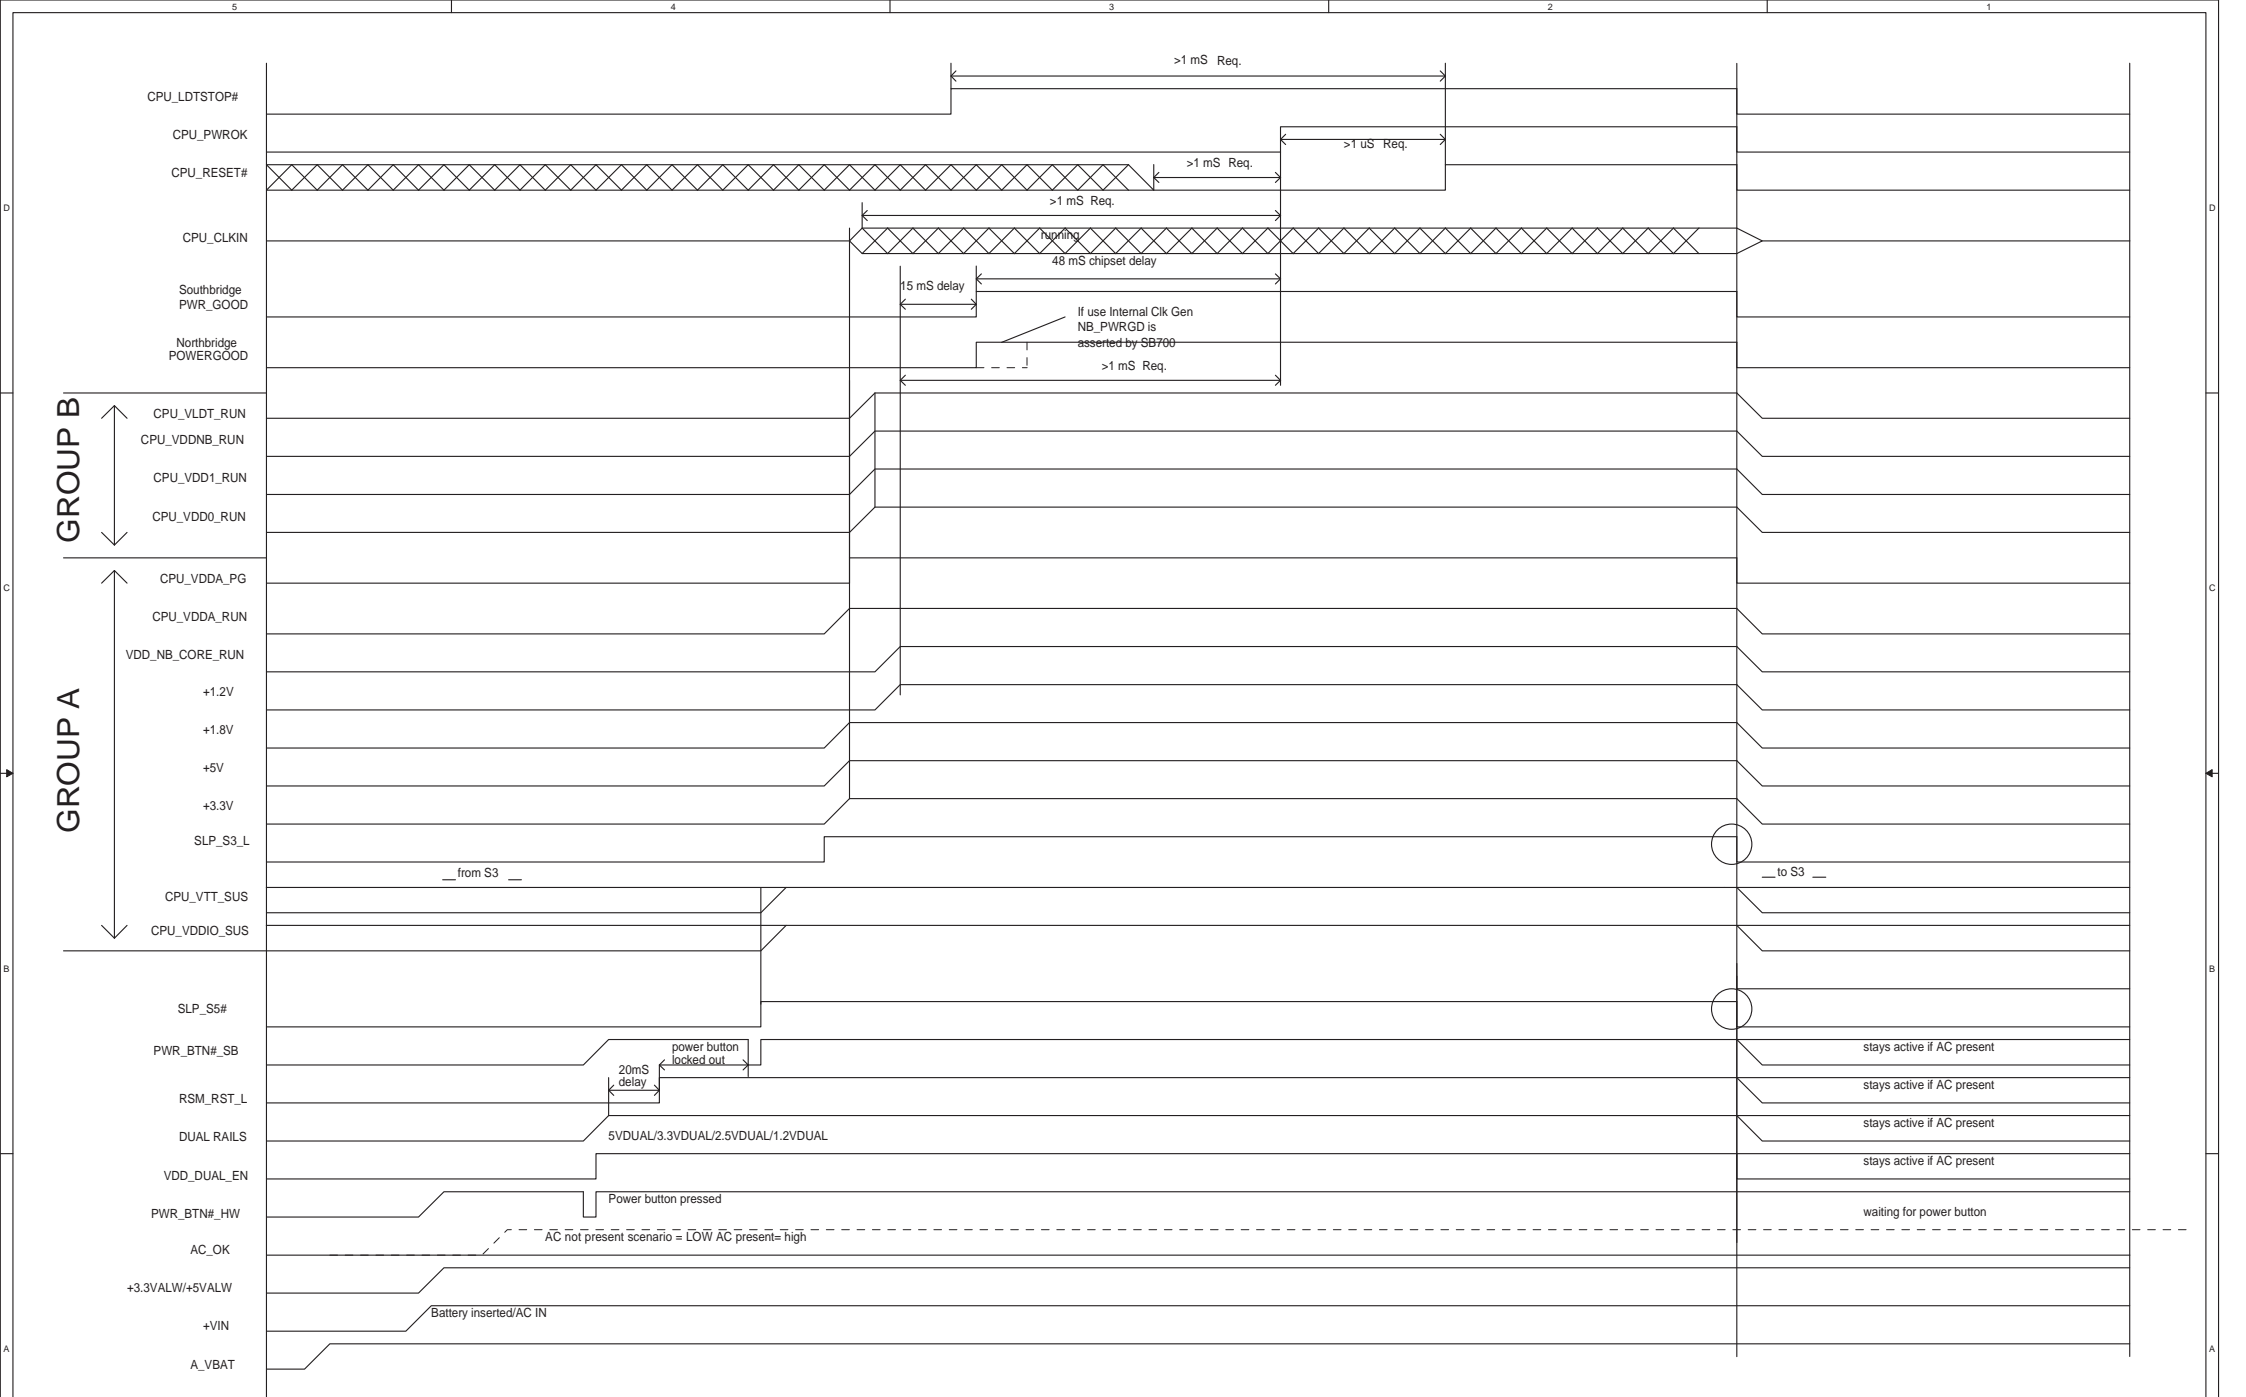 5 4 3 2 1
>1 mS Req.
CPU_LDTSTOP#
CPU_PWROK
>1 uS Req.
CPU_RESET#
>1 mS Req.
>1 mS Req.
D D
CPU_CLKIN
running
48 mS chipset delay
Southbridge
PWR_GOOD
15 mS delay
If use Internal Clk Gen
NB_PWRGD is
asserted by SB700
Northbridge
POWERGOOD
>1 mS Req.
GROUP B
CPU_VLDT_RUN
CPU_VDDNB_RUN
CPU_VDD1_RUN
CPU_VDD0_RUN
GROUP A
CPU_VDDA_PG
C C
CPU_VDDA_RUN
VDD_NB_CORE_RUN
+1.2V
+1.8V
+5V
+3.3V
SLP_S3_L
__ from S3 __
__ to S3 __
CPU_VTT_SUS
CPU_VDDIO_SUS
B B
SLP_S5#
PWR_BTN#_SB
power button
locked out
stays active if AC present
20mS
delay
RSM_RST_L
stays active if AC present
DUAL RAILS
5VDUAL/3.3VDUAL/2.5VDUAL/1.2VDUAL
stays active if AC present
VDD_DUAL_EN
stays active if AC present
PWR_BTN#_HW
Power button pressed
waiting for power button
AC_OK
AC not present scenario = LOW AC present= high
+3.3VALW/+5VALW
+VIN
Battery inserted/AC IN
A A
A_VBAT